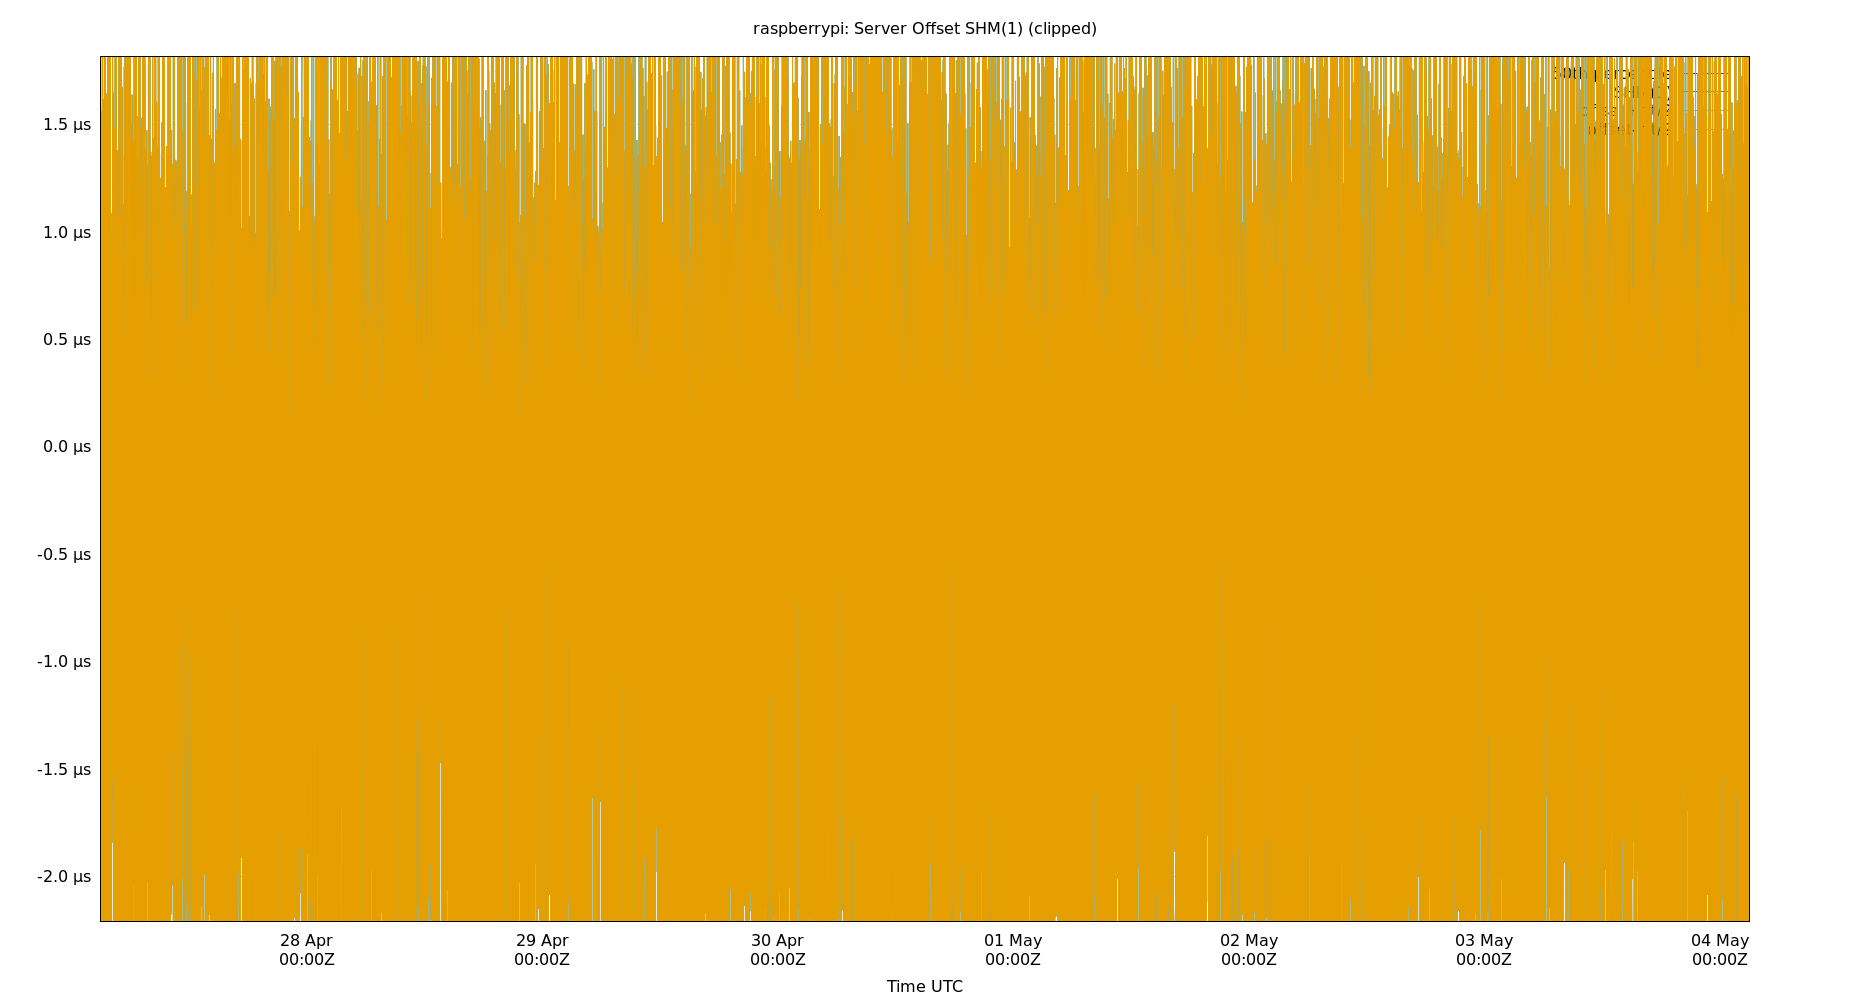 raspberrypi: Server Offset SHM(1) (clipped)
1.5 µs
1.0 µs
0.5 µs
0.0 µs
-0.5 µs
-1.0 µs
-1.5 µs
-2.0 µs
28 Apr 29 Apr 30 Apr 01 May 02 May 03 May 04 May
00:00Z 00:00Z 00:00Z 00:00Z 00:00Z 00:00Z 00:00Z
Time UTC